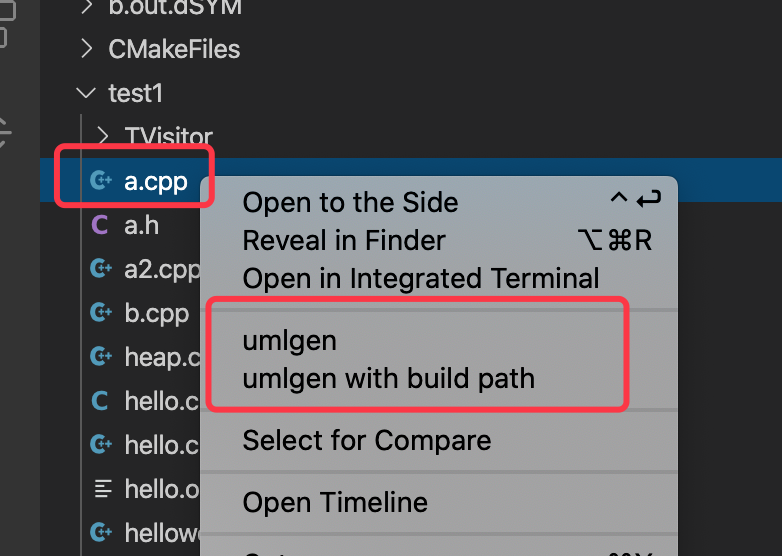 b.out.dSYM
CMakeFiles
test1
TVisitor
a.cpp
a.h
a2.cpp
b.cpp
heap.c
hello.c
hello.c
hello.o
hellow
Open to the Side ^ ↩
Reveal in Finder ⌥⌘R
Open in Integrated Terminal
umlgen
umlgen with build path
Select for Compare
Open Timeline